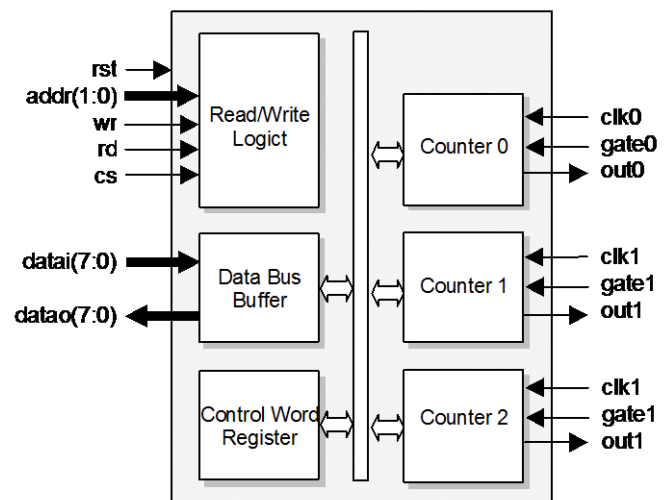 rst
addr(1:0)
wr
rd
cs
Read/Write
Logict
datai(7:0)
datao(7:0)
Data Bus
Buffer
Control Word
Register
Counter 0
clk0
gate0
out0
Counter 1
clk1
gate1
out1
Counter 2
clk1
gate1
out1